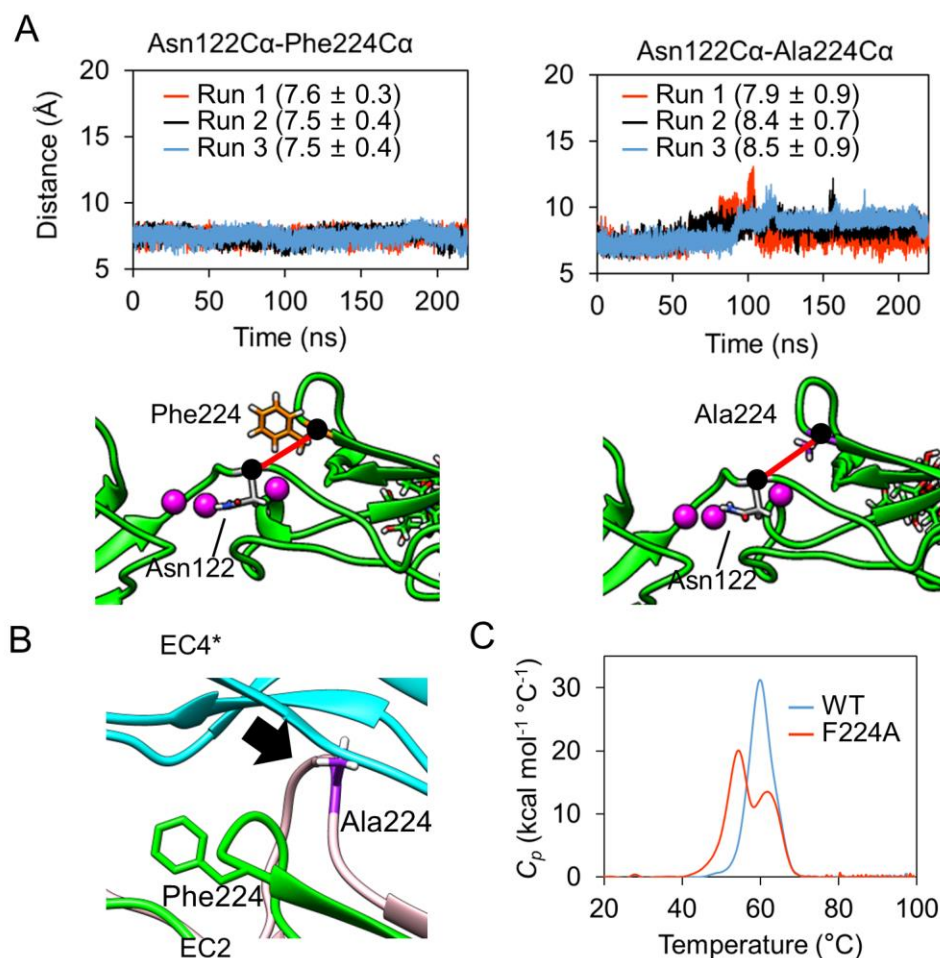 A
Asn122Cα-Phe224Cα
Distance (Å)
20
15
10
5
Run 1 (7.6 ± 0.3)
Run 2 (7.5 ± 0.4)
Run 3 (7.5 ± 0.4)
0 50 100 150 200
Time (ns)
Asn122Cα-Ala224Cα
20
15
10
5
Run 1 (7.9 ± 0.9)
Run 2 (8.4 ± 0.7)
Run 3 (8.5 ± 0.9)
0 50 100 150 200
Time (ns)
Phe224
Asn122
Ala224
Asn122
B
EC4*
Ala224
Phe224
EC2
C
Cp (kcal mol⁻¹ °C⁻¹)
30
20
10
0
WT
F224A
20 40 60 80 100
Temperature (°C)